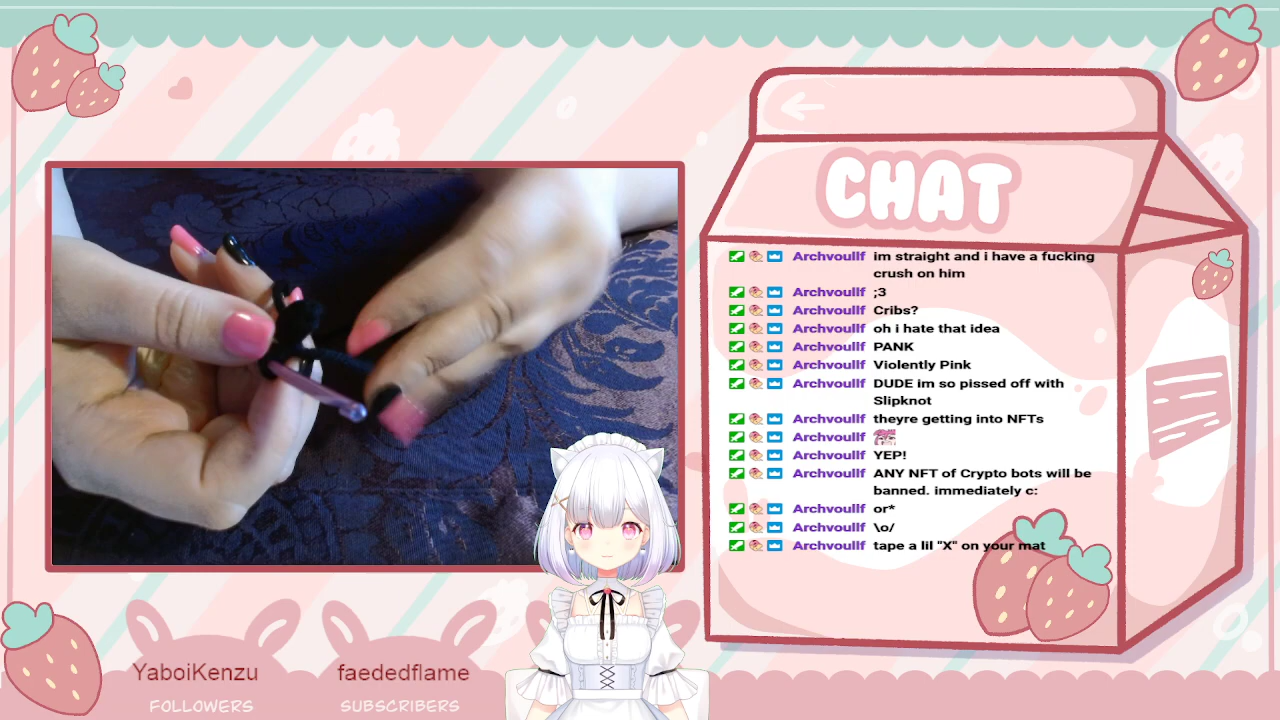 CHAT
Archvoullf im straight and i have a fucking
crush on him
Archvoullf ;3
Archvoullf Cribs?
Archvoullf oh i hate that idea
Archvoullf PANK
Archvoullf Violently Pink
Archvoullf DUDE im so pissed off with
Slipknot
Archvoullf theyre getting into NFTs
Archvoullf
Archvoullf YEP!
Archvoullf ANY NFT of Crypto bots will be
banned. immediately c:
Archvoullf or*
Archvoullf \o/
Archvoullf tape a lil "X" on your mat
YaboiKenzu
FOLLOWERS
faededflame
SUBSCRIBERS